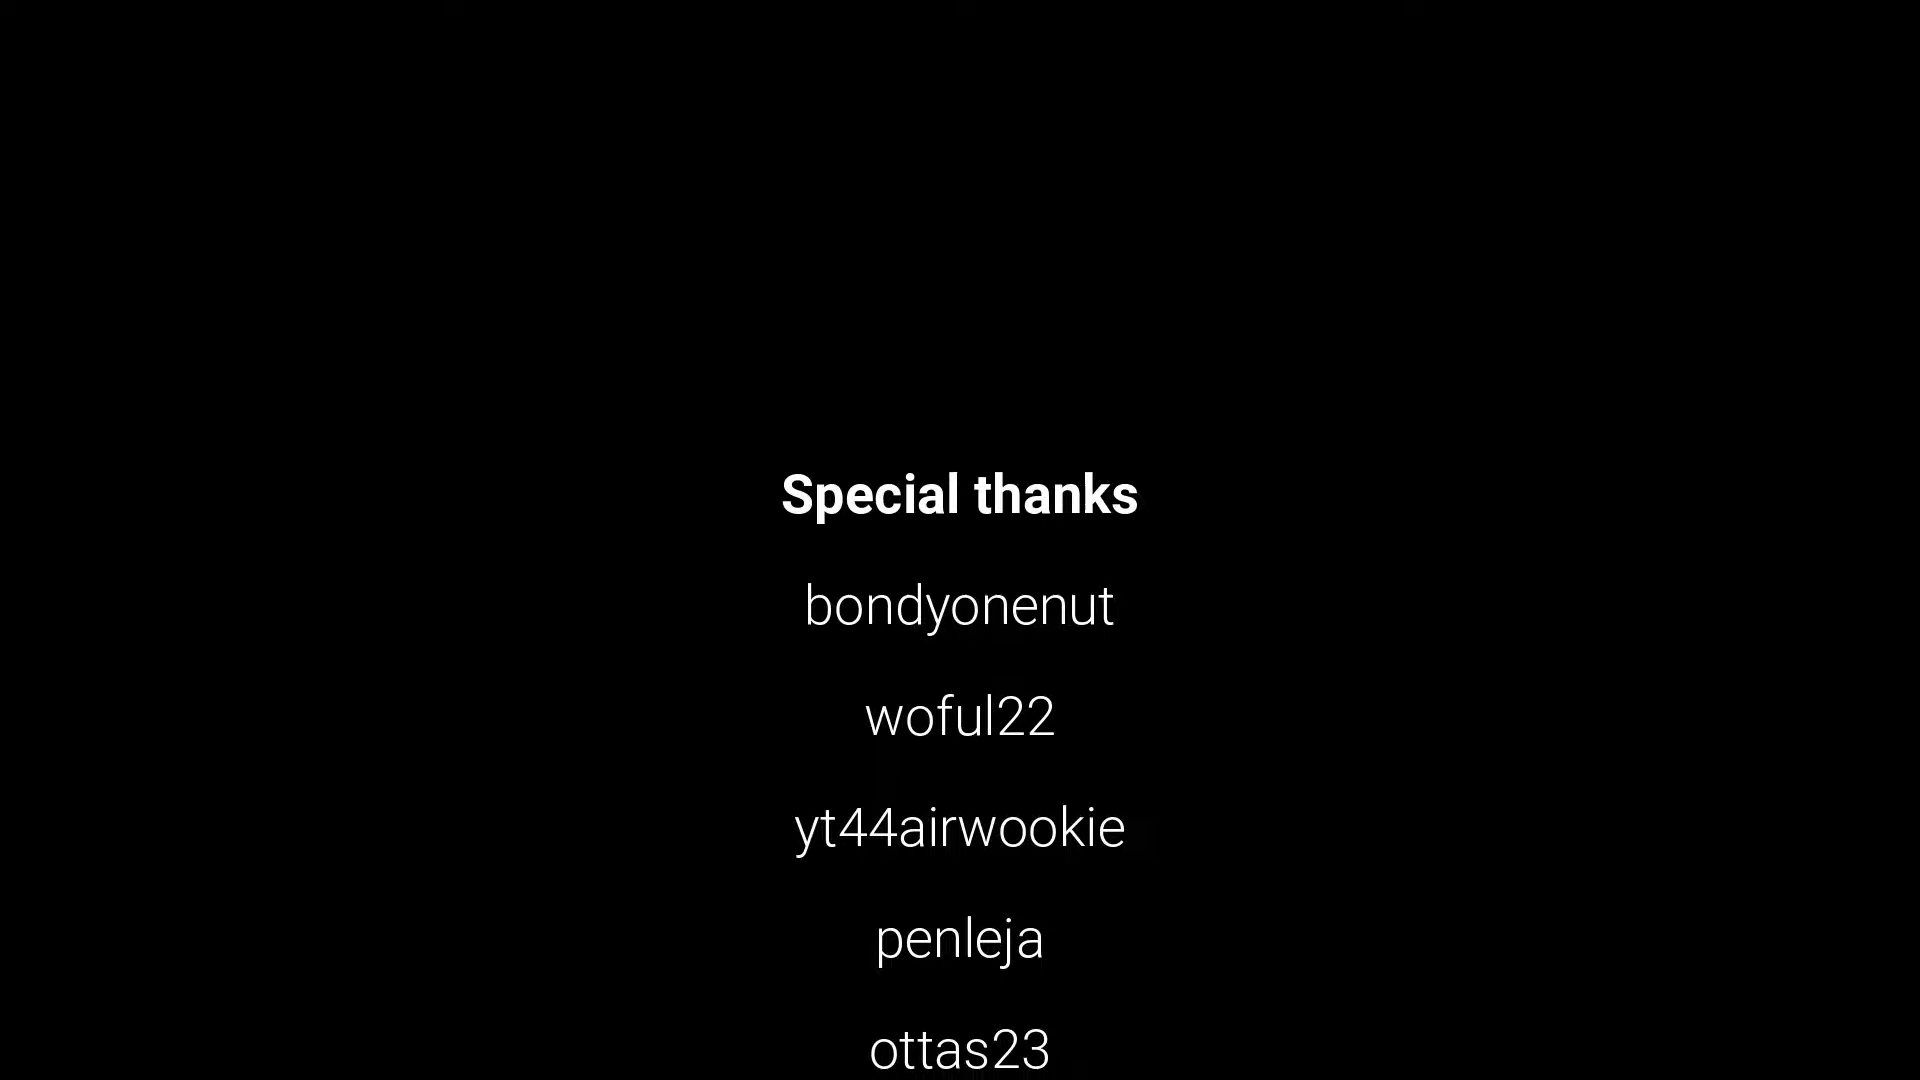 Special thanks
bondyonenut
woful22
yt44airwookie
penleja
ottas23